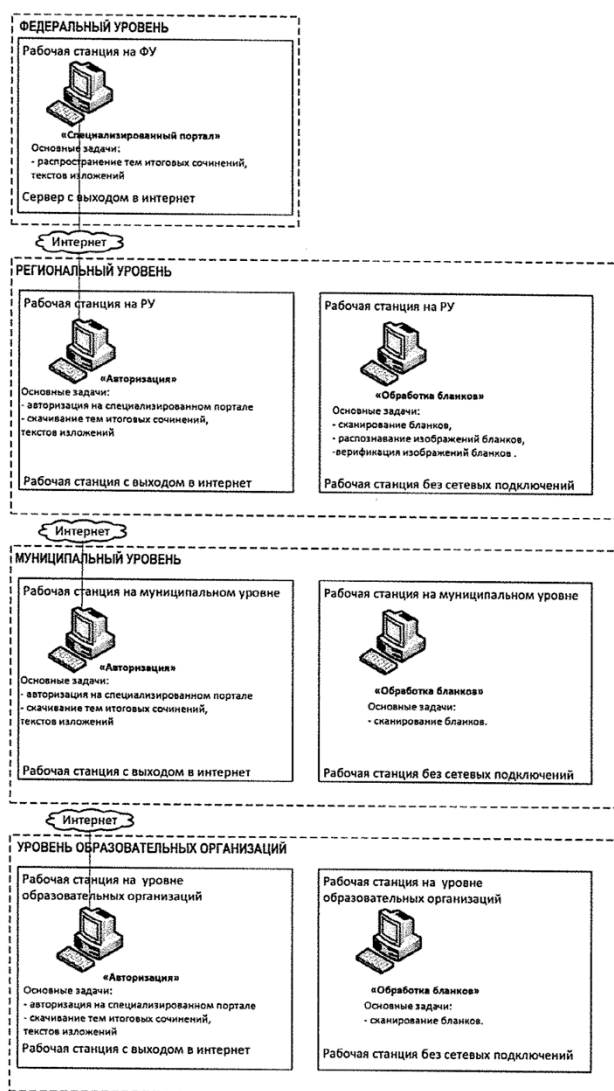 ФЕДЕРАЛЬНЫЙ УРОВЕНЬ
Рабочая станция на ФУ
«Специализированный портал»
Основные задачи:
- распространение тем итоговых сочинений,
текстов изложений
Сервер с выходом в интернет
Интернет
РЕГИОНАЛЬНЫЙ УРОВЕНЬ
Рабочая станция на РУ
«Авторизация»
Основные задачи:
- авторизация на специализированном портале
- скачивание тем итоговых сочинений,
текстов изложений
Рабочая станция с выходом в интернет
Рабочая станция на РУ
«Обработка бланков»
Основные задачи:
- сканирование бланков,
- распознавание изображений бланков,
-верификация изображений бланков .
Рабочая станция без сетевых подключений
Интернет
МУНИЦИПАЛЬНЫЙ УРОВЕНЬ
Рабочая станция на муниципальном уровне
«Авторизация»
Основные задачи:
- авторизация на специализированном портале
- скачивание тем итоговых сочинений,
текстов изложений
Рабочая станция с выходом в интернет
Рабочая станция на муниципальном уровне
«Обработка бланков»
Основные задачи:
- сканирование бланков.
Рабочая станция без сетевых подключений
Интернет
УРОВЕНЬ ОБРАЗОВАТЕЛЬНЫХ ОРГАНИЗАЦИЙ
Рабочая станция на уровне
образовательных организаций
«Авторизация»
Основные задачи:
- авторизация на специализированном портале
- скачивание тем итоговых сочинений,
текстов изложений
Рабочая станция с выходом в интернет
Рабочая станция на уровне
образовательных организаций
«Обработка бланков»
Основные задачи:
- сканирование бланков.
Рабочая станция без сетевых подключений